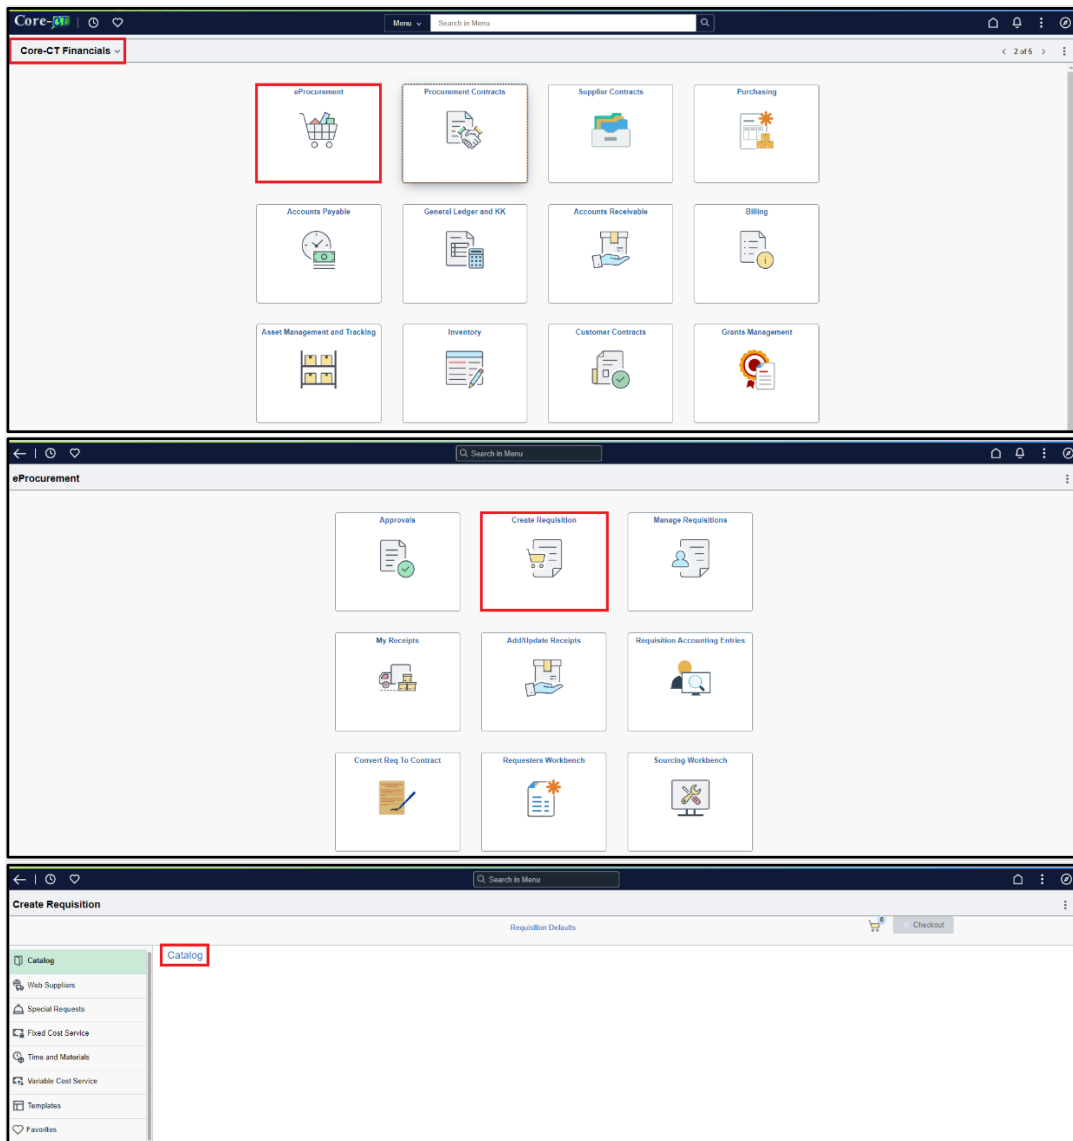 Core-CT
Menu
Search in Menu
Core-CT Financials
2 of 5
eProcurement
Procurement Contracts
Supplier Contracts
Purchasing
Accounts Payable
General Ledger and KK
Accounts Receivable
Billing
Asset Management and Tracking
Inventory
Customer Contracts
Grants Management
Search in Menu
eProcurement
Approvals
Create Requisition
Manage Requisitions
My Receipts
Add/Update Receipts
Requisition Accounting Entries
Convert Req To Contract
Requesters Workbench
Sourcing Workbench
Search in Menu
Create Requisition
Requisition Defaults
0
Checkout
Catalog
Catalog
Web Suppliers
Special Requests
Fixed Cost Service
Time and Materials
Variable Cost Service
Templates
Favorites